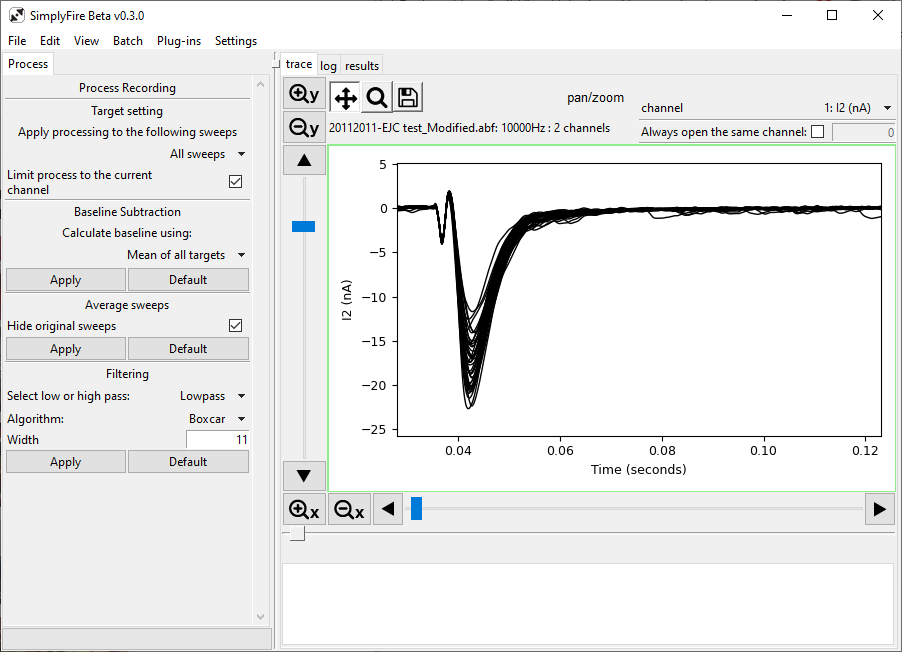 SimplyFire Beta v0.3.0
File Edit View Batch Plug-ins Settings
Process
Process Recording
Target setting
Apply processing to the following sweeps
All sweeps
Limit process to the current
channel
Baseline Subtraction
Calculate baseline using:
Mean of all targets
Apply Default
Average sweeps
Hide original sweeps
Apply Default
Filtering
Select low or high pass: Lowpass
Algorithm: Boxcar
Width 11
Apply Default
trace log results
y
y
pan/zoom
channel 1: I2 (nA)
20112011-EJC test_Modified.abf: 10000Hz : 2 channels
Always open the same channel: 0
5
0
−5
−10
−15
−20
−25
I2 (nA)
0.04 0.06 0.08 0.10 0.12
Time (seconds)
x x